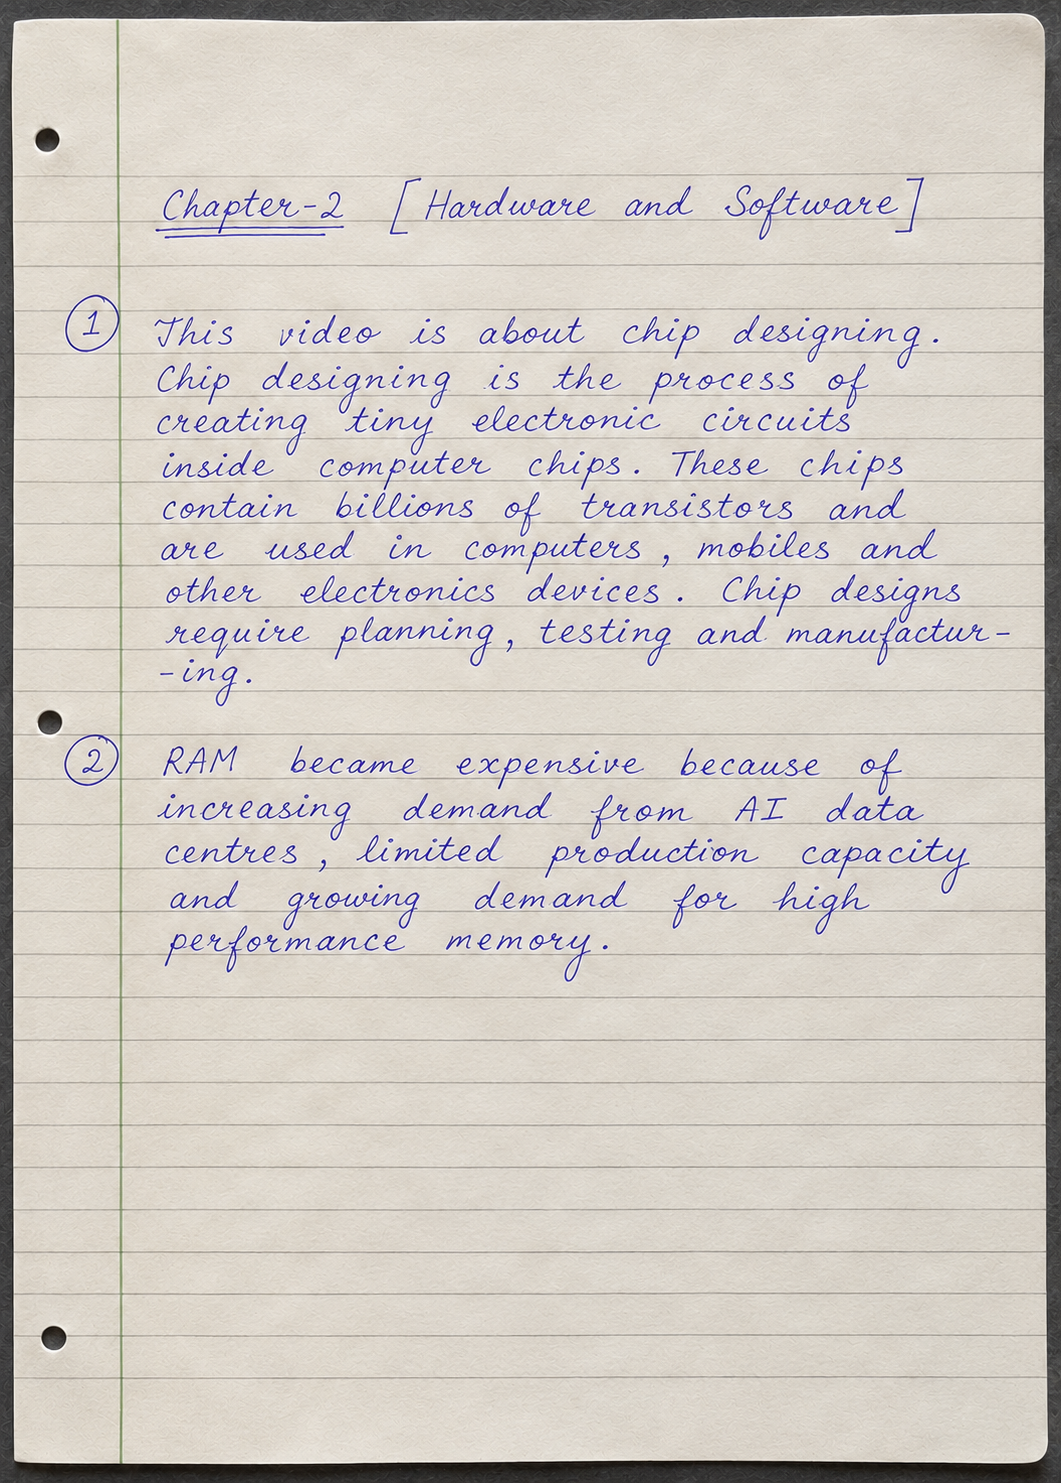 Chapter-2 [Hardware and Software]
1 This video is about chip designing.
Chip designing is the process of
creating tiny electronic circuits
inside computer chips. These chips
contain billions of transistors and
are used in computers, mobiles and
other electronics devices. Chip designs
require planning, testing and manufactur-
-ing.
2 RAM became expensive because of
increasing demand from AI data
centres, limited production capacity
and growing demand for high
performance memory.